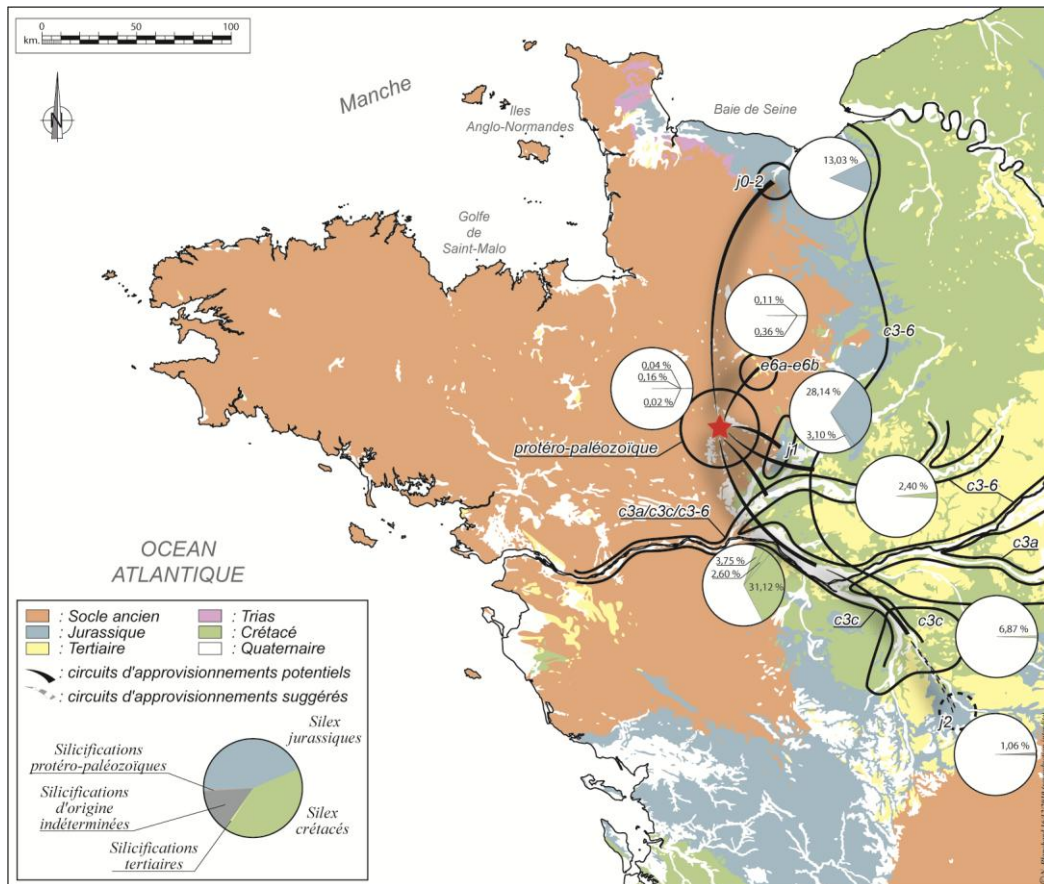 0 50 100
km.
N
Manche
Iles
Anglo-Normandes
Baie de Seine
13,03 %
j0-2
Golfe
de
Saint-Malo
0,11 %
0,36 %
c3-6
e6a-e6b
0,04 %
0,16 %
0,02 %
28,14 %
3,10 %
protéro-paléozoïque
j1
2,40 %
c3-6
c3a/c3c/c3-6
c3a
OCEAN
ATLANTIQUE
3,75 %
2,60 %
31,12 %
c3c
c3c
6,87 %
j2
1,06 %
: Socle ancien : Trias
: Jurassique : Crétacé
: Tertiaire : Quaternaire
: circuits d'approvisionnements potentiels
: circuits d'approvisionnements suggérés
Silex
jurassiques
Silicifications
protéro-paléozoïques
Silicifications
d'origine
indéterminées
Silex
crétacés
Silicifications
tertiaires